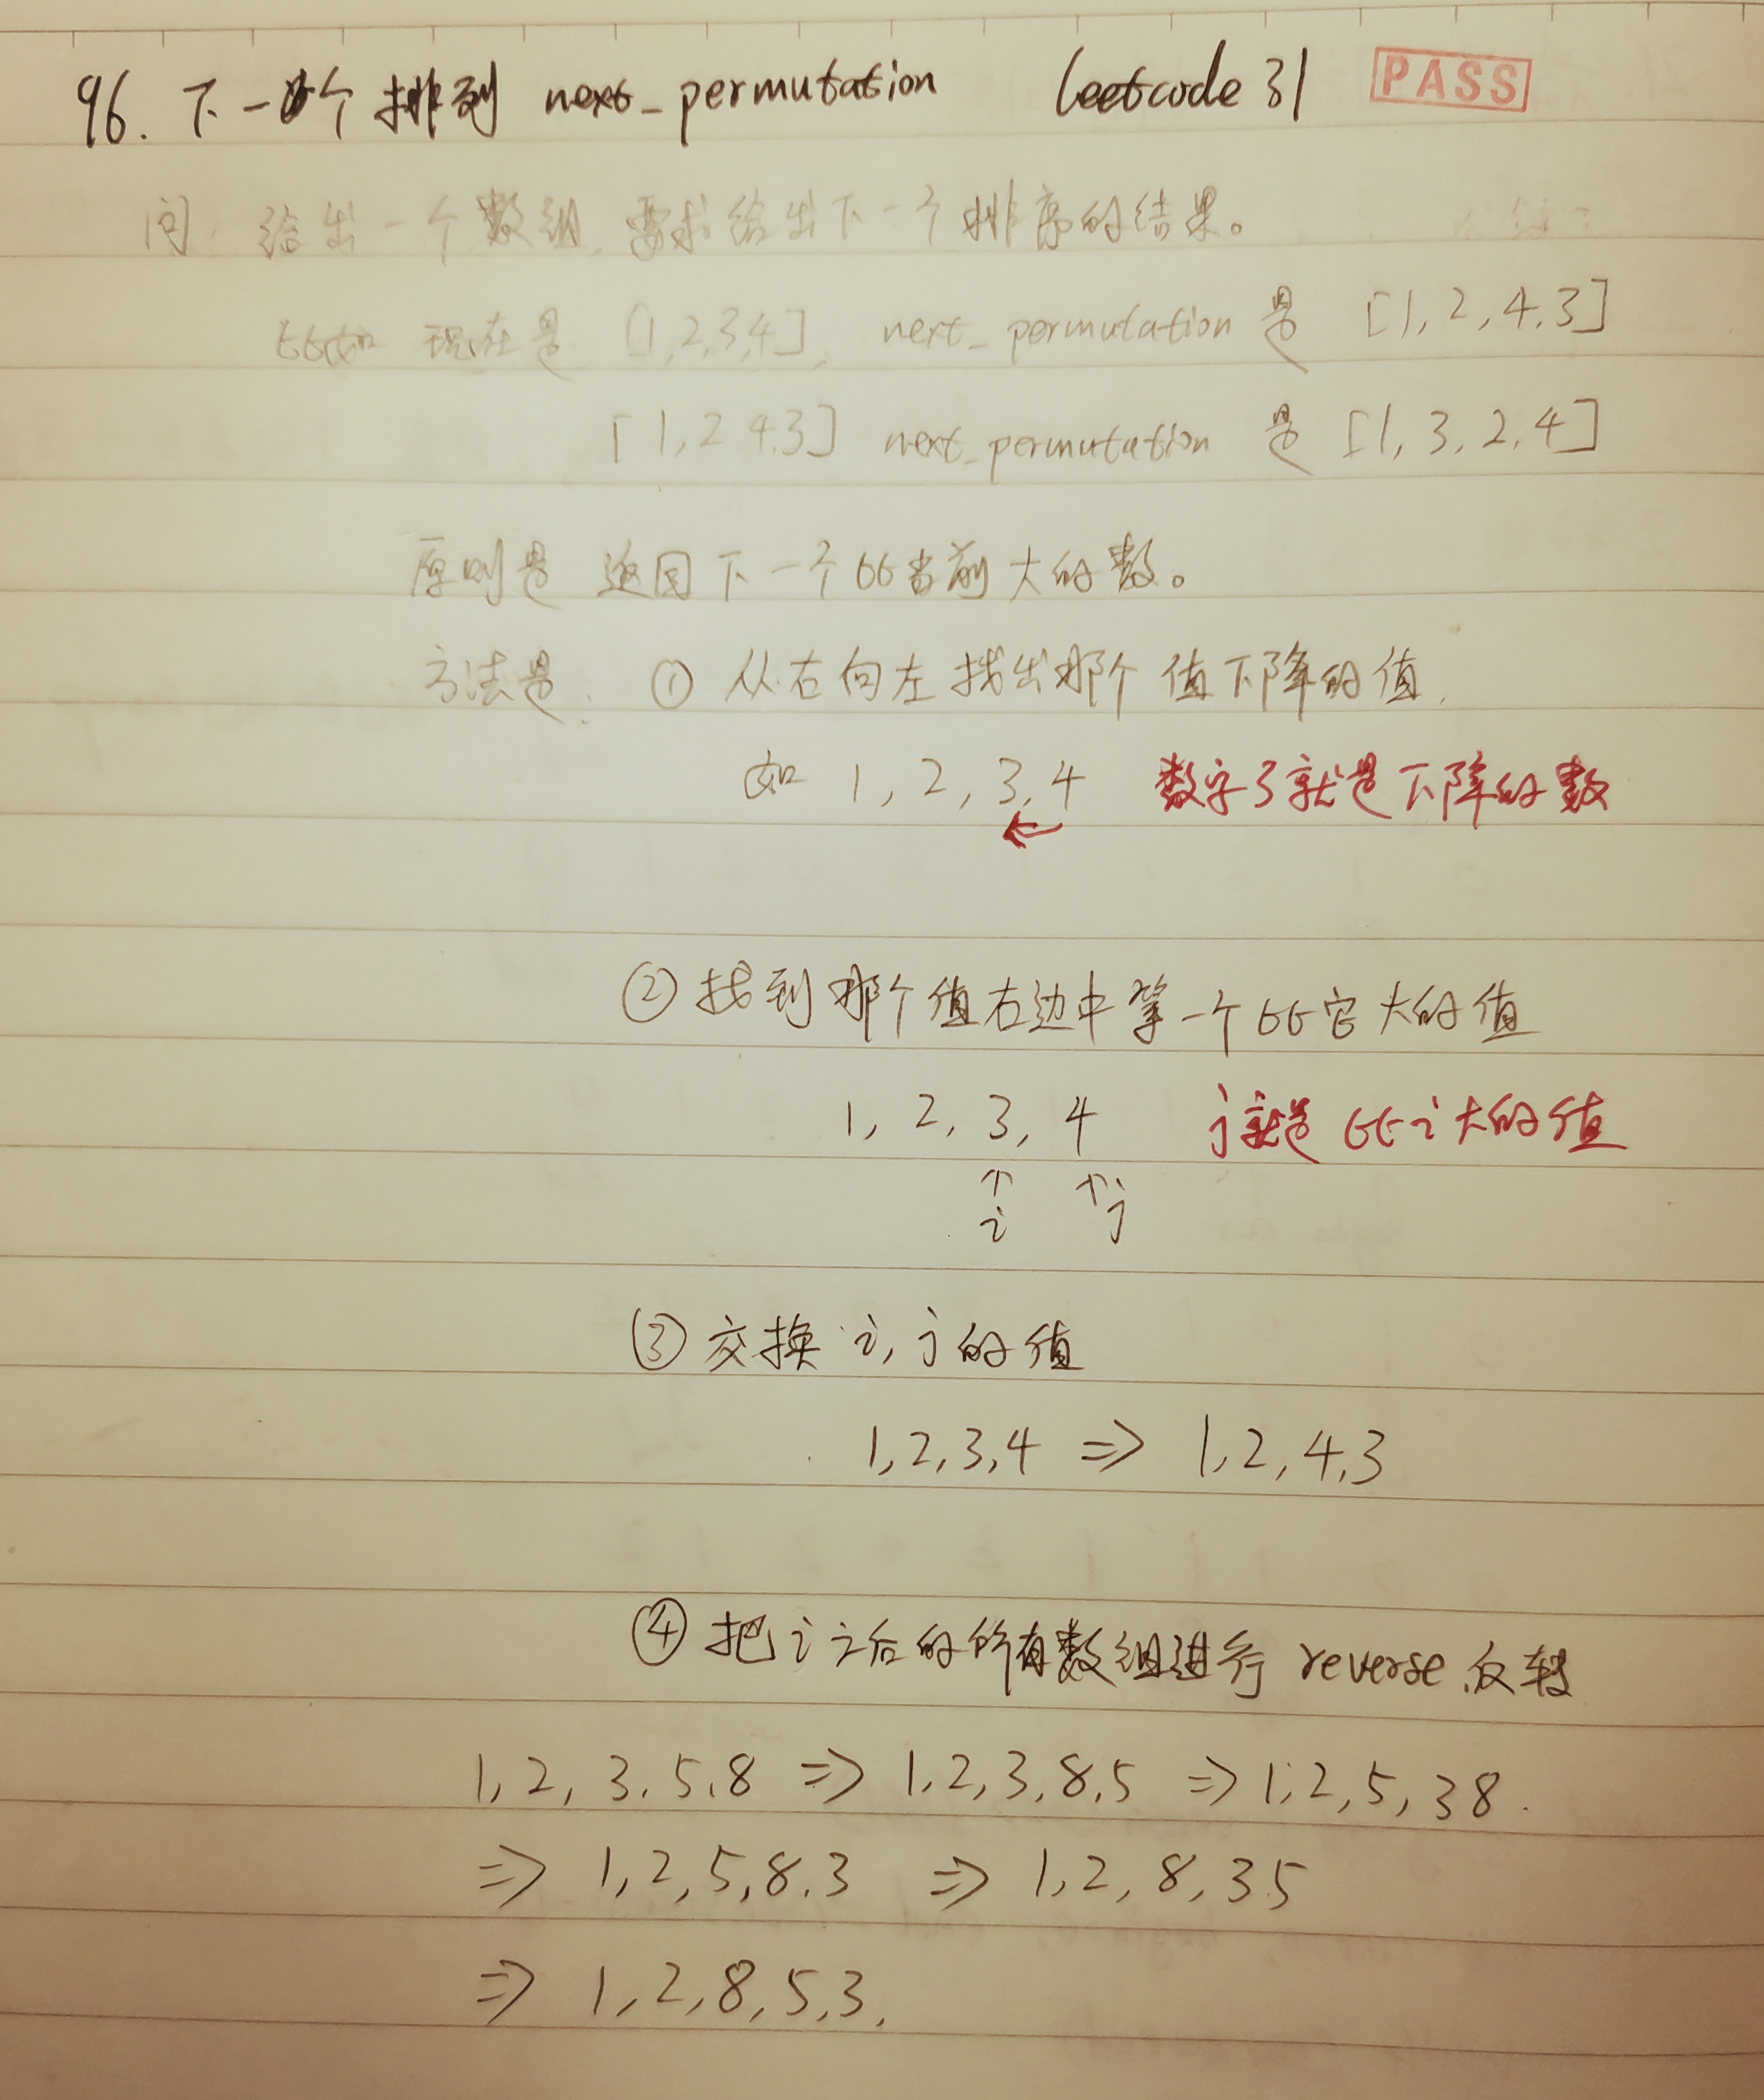 96. 下一个排列 next_permutation leetcode 31 PASS
问: 给出一个数组, 要求给出下一个排序的结果。
比如 现在是 [1,2,3,4], next_permutation 是 [1,2,4,3]
[1,2,4,3] next_permutation 是 [1,3,2,4]
原则是 返回下一个比当前大的数。
方法是: ① 从右向左找出那个值下降的值.
如 1,2,3,4 数字3就是下降的数
←
② 找到那个值右边中第一个比它大的值
1, 2, 3, 4 j就是比i大的值
↑ ↑j
i
③ 交换 i, j的值
1,2,3,4 => 1,2,4,3
④ 把i之后的所有数组进行 reverse 反转
1,2,3,5,8 => 1,2,3,8,5 => 1,2,5,3 8.
=> 1,2,5,8,3 => 1,2,8,3 5
=> 1,2,8,5,3,